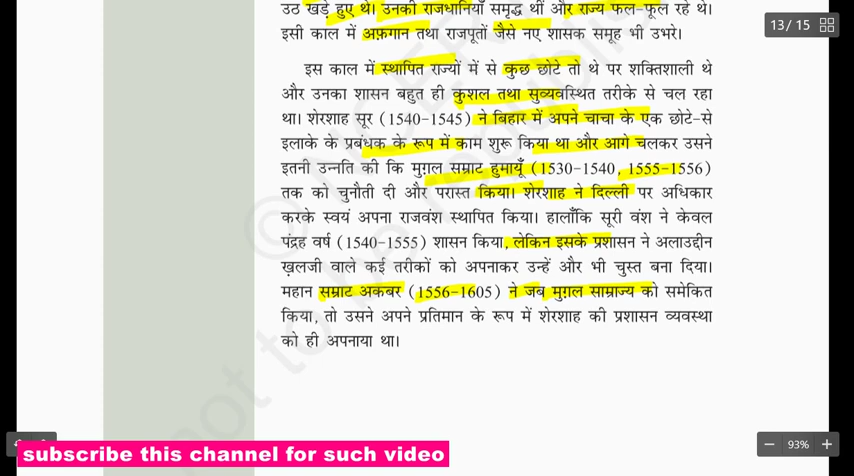 उठ खड़े हुए थे। उनकी राजधानियाँ समृद्ध थीं और राज्य फल-फूल रहे थे।
13 / 15
इसी काल में अफ़गान तथा राजपूतों जैसे नए शासक समूह भी उभरे।
इस काल में स्थापित राज्यों में से कुछ छोटे तो थे पर शक्तिशाली थे
और उनका शासन बहुत ही कुशल तथा सुव्यवस्थित तरीके से चल रहा
था। शेरशाह सूर (1540-1545) ने बिहार में अपने चाचा के एक छोटे-से
इलाके के प्रबंधक के रूप में काम शुरू किया था और आगे चलकर उसने
इतनी उन्नति की कि मुग़ल सम्राट हुमायूँ (1530-1540, 1555-1556)
तक को चुनौती दी और परास्त किया। शेरशाह ने दिल्ली पर अधिकार
करके स्वयं अपना राजवंश स्थापित किया। हालाँकि सूरी वंश ने केवल
पंद्रह वर्ष (1540-1555) शासन किया, लेकिन इसके प्रशासन ने अलाउद्दीन
ख़लजी वाले कई तरीकों को अपनाकर उन्हें और भी चुस्त बना दिया।
महान सम्राट अकबर (1556-1605) ने जब मुग़ल साम्राज्य को समेकित
किया, तो उसने अपने प्रतिमान के रूप में शेरशाह की प्रशासन व्यवस्था
को ही अपनाया था।
93%
subscribe this channel for such video